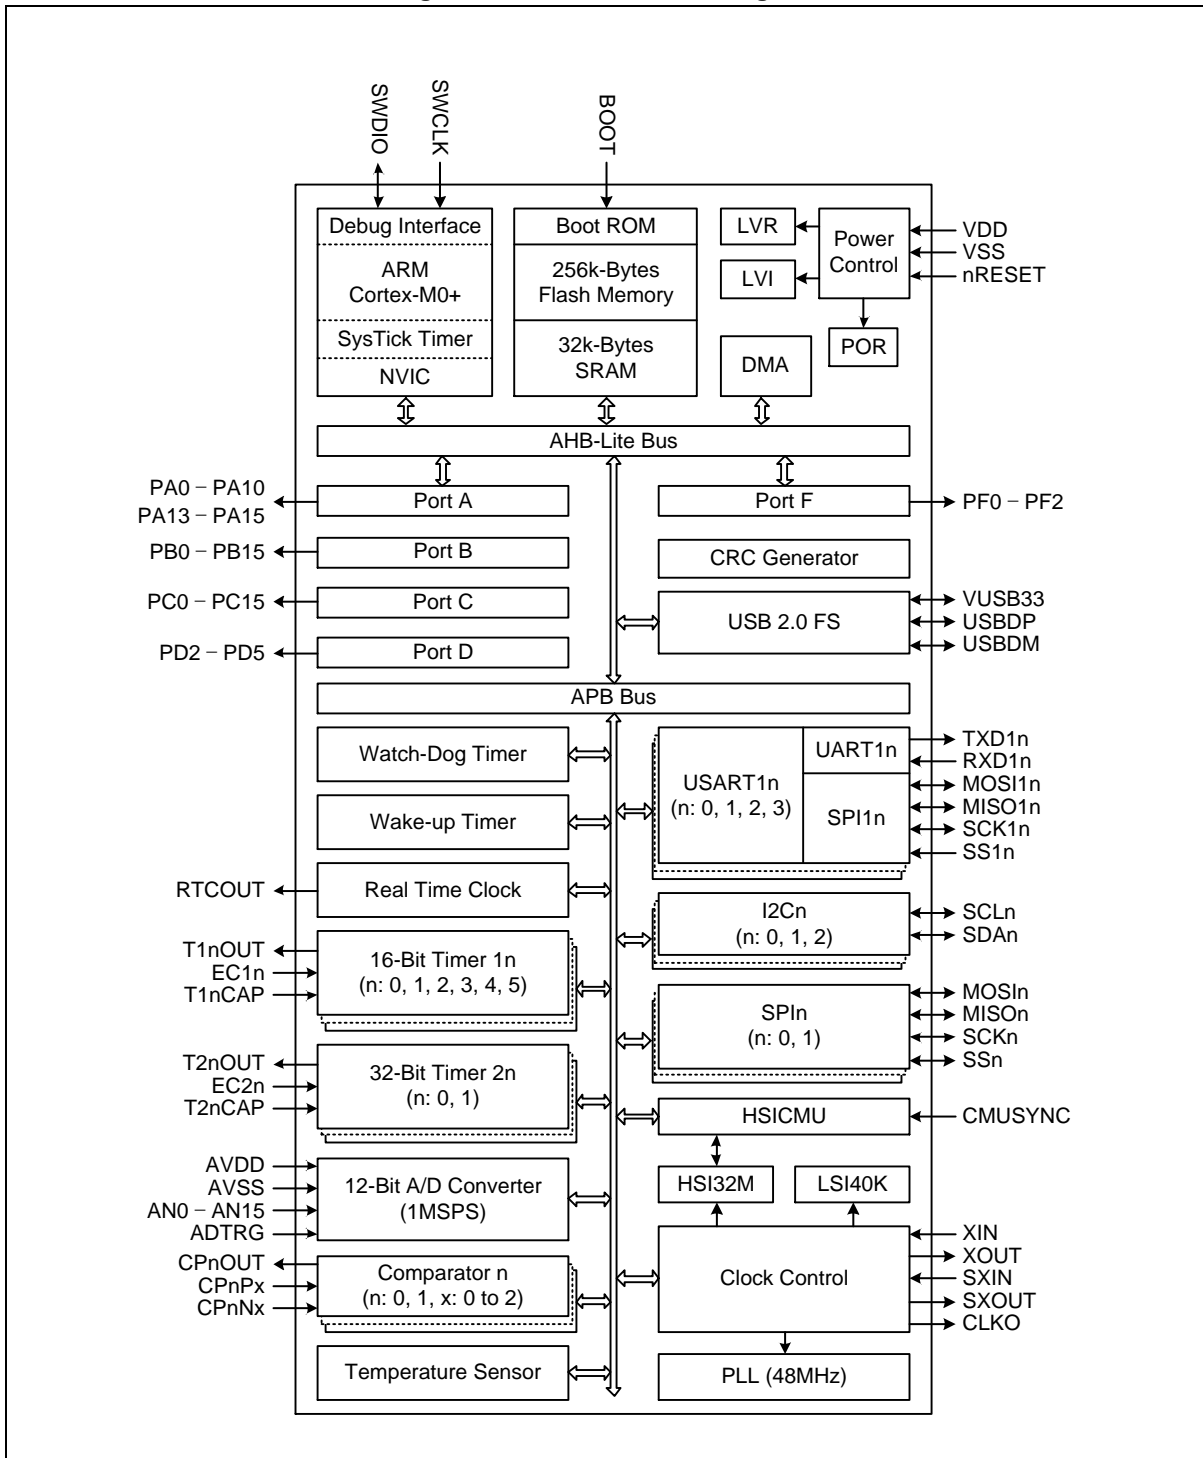 SWDIO
SWCLK
BOOT
Debug Interface
ARM
Cortex-M0+
SysTick Timer
NVIC
Boot ROM
256k-Bytes
Flash Memory
32k-Bytes
SRAM
LVR
LVI
Power
Control
POR
DMA
VDD
VSS
nRESET
AHB-Lite Bus
PA0 – PA10
PA13 – PA15
Port A
PB0 – PB15
Port B
PC0 – PC15
Port C
PD2 – PD5
Port D
Port F
PF0 – PF2
CRC Generator
USB 2.0 FS
VUSB33
USBDP
USBDM
APB Bus
Watch-Dog Timer
Wake-up Timer
RTCOUT
Real Time Clock
T1nOUT
EC1n
T1nCAP
16-Bit Timer 1n
(n: 0, 1, 2, 3, 4, 5)
T2nOUT
EC2n
T2nCAP
32-Bit Timer 2n
(n: 0, 1)
AVDD
AVSS
AN0 – AN15
ADTRG
12-Bit A/D Converter
(1MSPS)
CPnOUT
CPnPx
CPnNx
Comparator n
(n: 0, 1, x: 0 to 2)
Temperature Sensor
USART1n
(n: 0, 1, 2, 3)
UART1n
SPI1n
TXD1n
RXD1n
MOSI1n
MISO1n
SCK1n
SS1n
I2Cn
(n: 0, 1, 2)
SCLn
SDAn
SPIn
(n: 0, 1)
MOSIn
MISOn
SCKn
SSn
HSICMU
CMUSYNC
HSI32M
LSI40K
Clock Control
XIN
XOUT
SXIN
SXOUT
CLKO
PLL (48MHz)